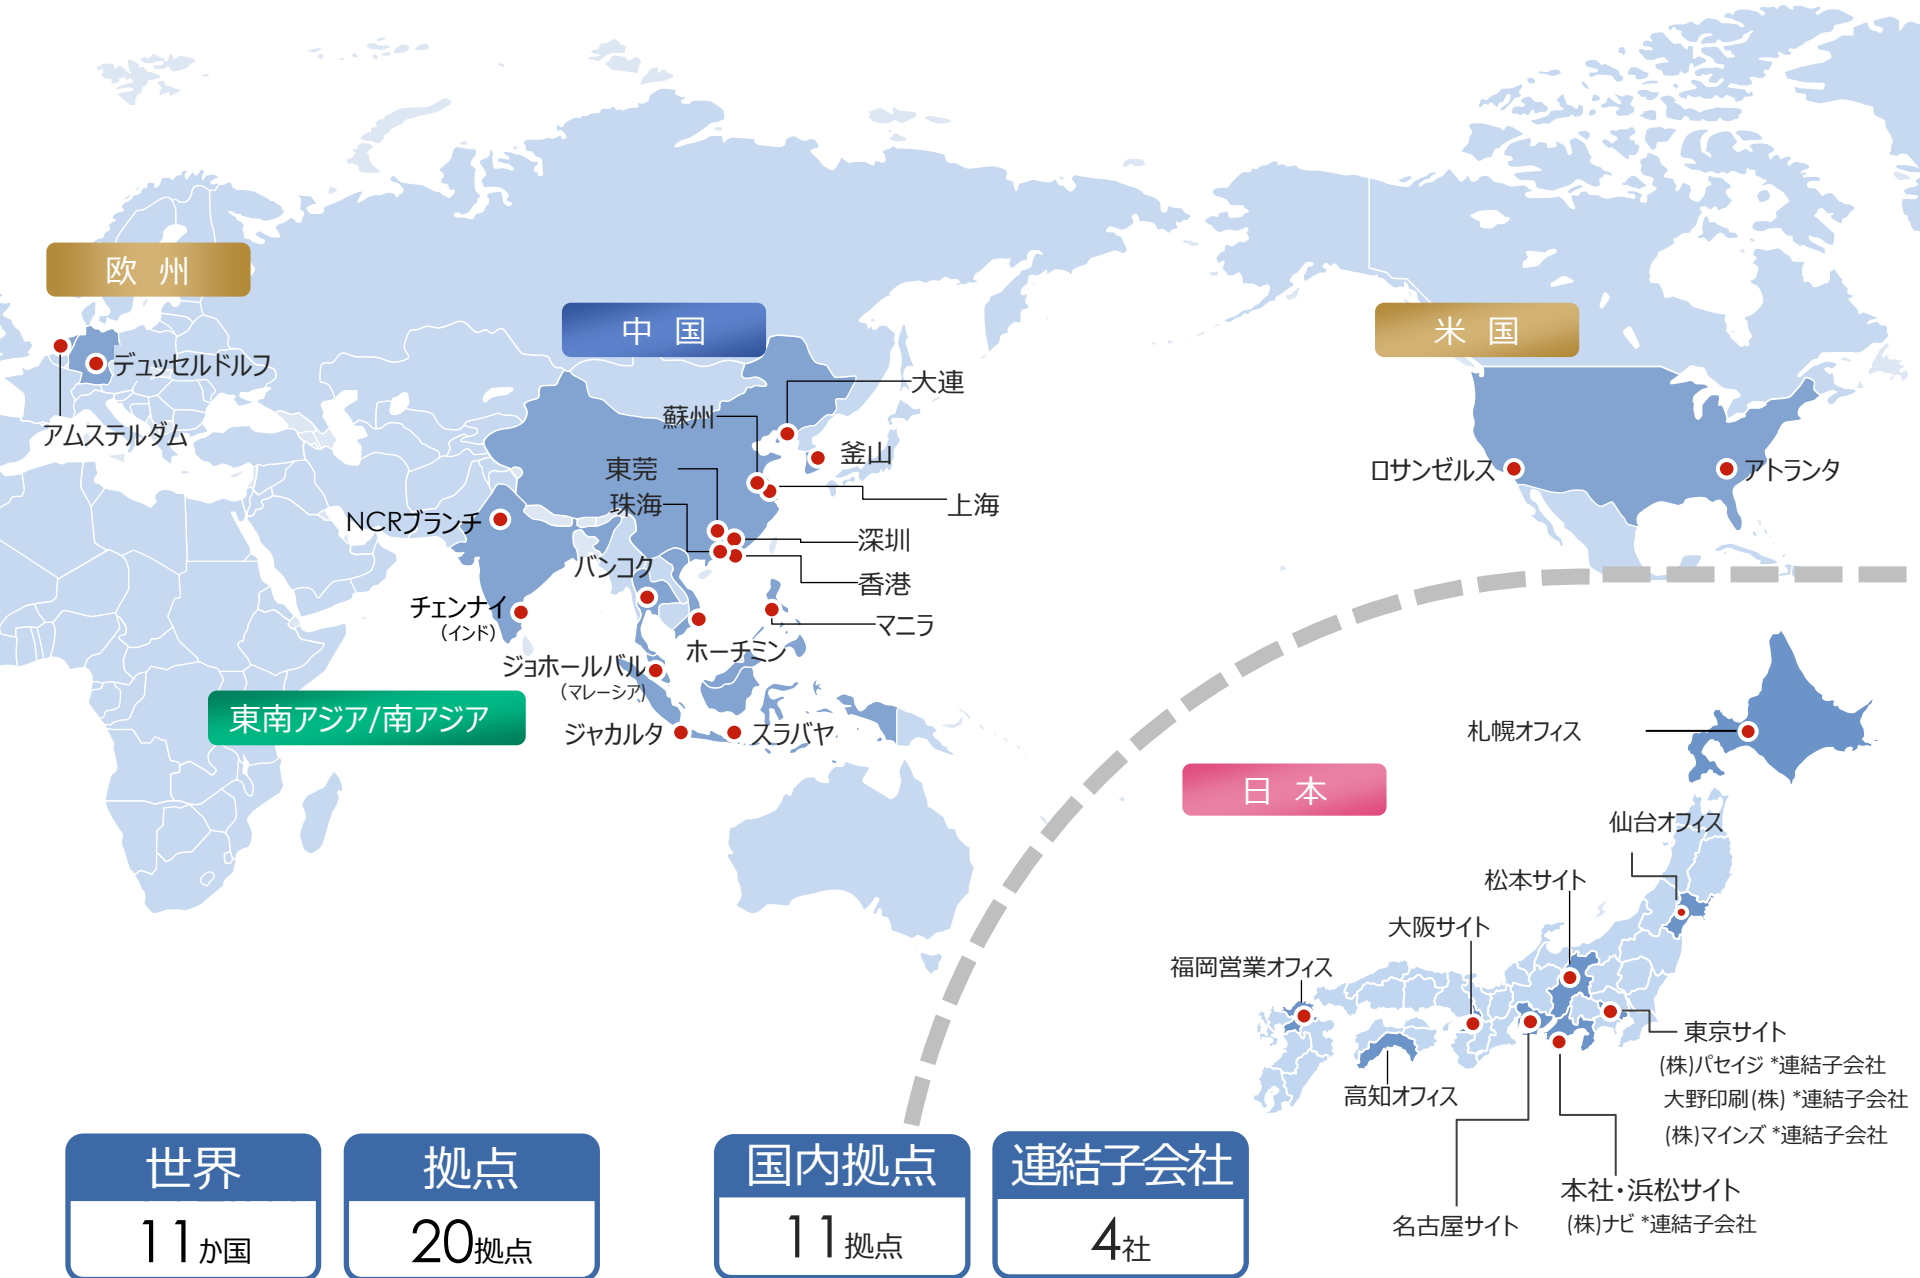 欧 州
デュッセルドルフ
アムステルダム
中 国
大連
蘇州
釜山
東莞
珠海
上海
深圳
香港
NCRブランチ
バンコク
チェンナイ
(インド)
マニラ
ホーチミン
ジョホールバル
(マレーシア)
東南アジア/南アジア
ジャカルタ
スラバヤ
米 国
ロサンゼルス
アトランタ
日 本
札幌オフィス
仙台オフィス
松本サイト
大阪サイト
福岡営業オフィス
高知オフィス
東京サイト
(株)パセイジ *連結子会社
大野印刷(株) *連結子会社
(株)マインズ *連結子会社
本社・浜松サイト
(株)ナビ *連結子会社
名古屋サイト
世界
11か国
拠点
20拠点
国内拠点
11拠点
連結子会社
4社